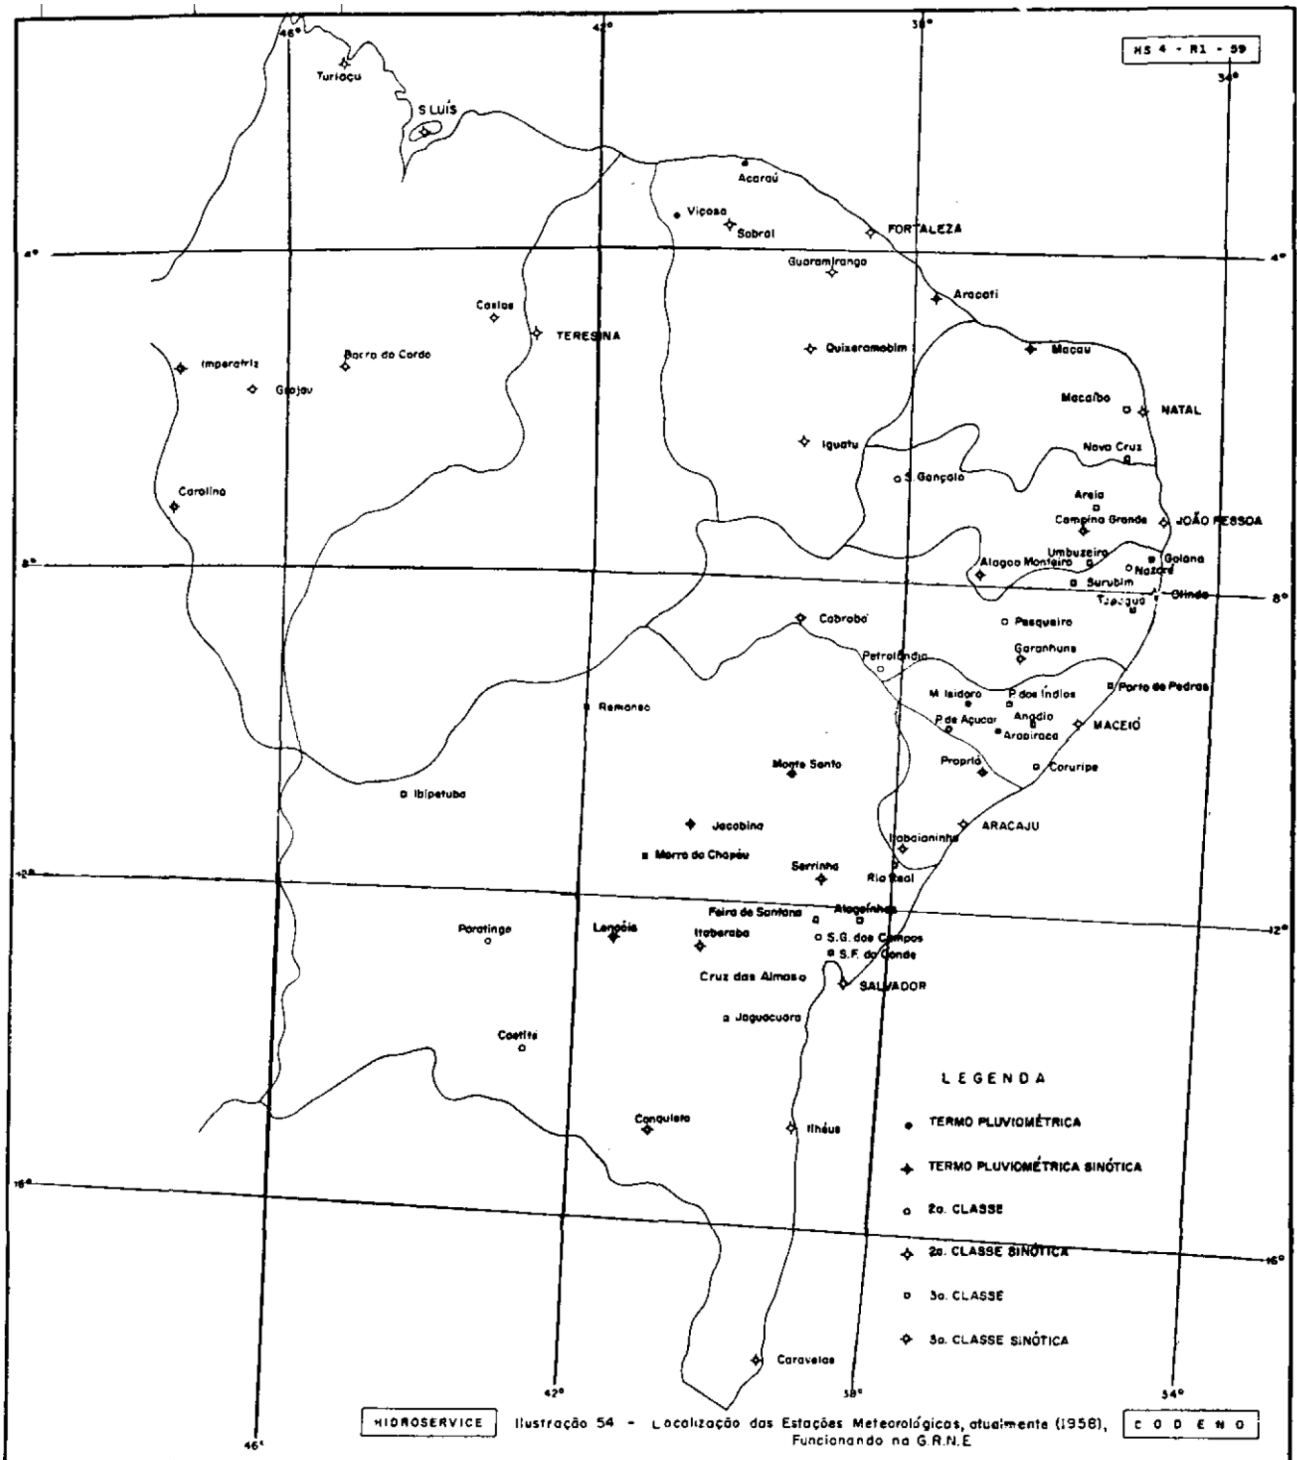 46°
42°
38°
HS 4 - R1 - 59
34°
Turiaçu
S LUÍS
Acaraú
Viçosa
Sobral
FORTALEZA
4°
4°
Guaramiranga
Aracati
Caxias
TERESINA
Quixeramobim
Macau
Imperatriz
Barra do Corda
Grajau
Macaíba
NATAL
Iguatu
Nova Cruz
S. Gonçalo
Carolina
Areia
Campina Grande
JOÃO PESSOA
8°
Umbuzeiro
Goiana
Alagoa Monteiro
Nazaré
Surubim
Olinda
8°
Cabrobó
Pesqueira
Garanhuns
Petrolândia
Porto de Pedras
M. Isidoro
P. dos Índios
Remanso
P. de Açucar
Anadia
MACEIÓ
Arapiraca
Monte Santo
Propriá
Coruripe
Ibipetuba
Jacobina
ARACAJU
Itabaianinha
Morro do Chapéu
Serrinha
Rio Real
12°
Feira de Santana
Alagoinhas
Paratinga
Lençóis
Itaberaba
S.G. dos Campos
12°
S.F. do Conde
Cruz das Almas
SALVADOR
Jaguaquara
Caetité
LEGENDA
Conquista
Ilhéus
TERMO PLUVIOMÉTRICA
TERMO PLUVIOMÉTRICA SINÓTICA
16°
2a. CLASSE
2a. CLASSE SINÓTICA
16°
3a. CLASSE
3a. CLASSE SINÓTICA
Caravelas
42°
38°
34°
46°
HIDROSERVICE
Ilustração 54 - Localização das Estações Meteorológicas, atualmente (1958),
Funcionando na G.R.N.E
CODENO